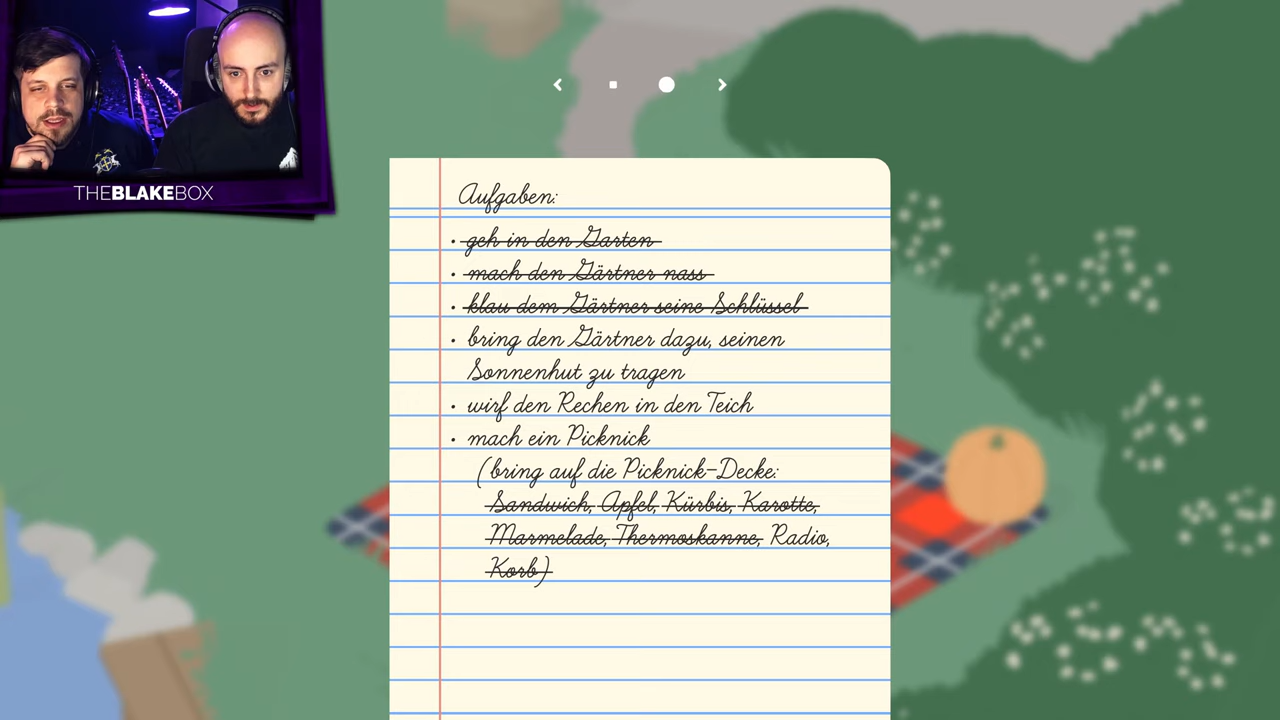 THEBLAKEBOX
Aufgaben:
• geh in den Garten
• mach den Gärtner nass
• klau dem Gärtner seine Schlüssel
• bring den Gärtner dazu, seinen
Sonnenhut zu tragen
• wirf den Rechen in den Teich
• mach ein Picknick
(bring auf die Picknick-Decke:
Sandwich, Apfel, Kürbis, Karotte,
Marmelade, Thermoskanne, Radio,
Korb)